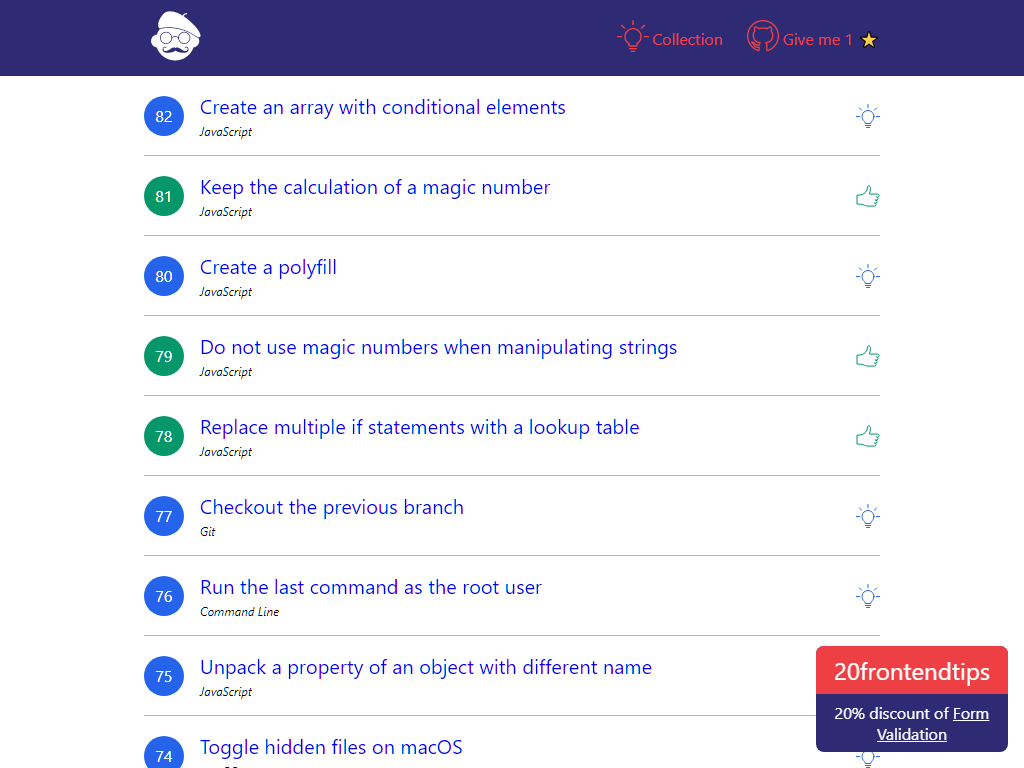 Collection
Give me 1
82
Create an array with conditional elements
JavaScript
81
Keep the calculation of a magic number
JavaScript
80
Create a polyfill
JavaScript
79
Do not use magic numbers when manipulating strings
JavaScript
78
Replace multiple if statements with a lookup table
JavaScript
77
Checkout the previous branch
Git
76
Run the last command as the root user
Command Line
75
Unpack a property of an object with different name
JavaScript
74
Toggle hidden files on macOS
20frontendtips
20% discount of Form
Validation